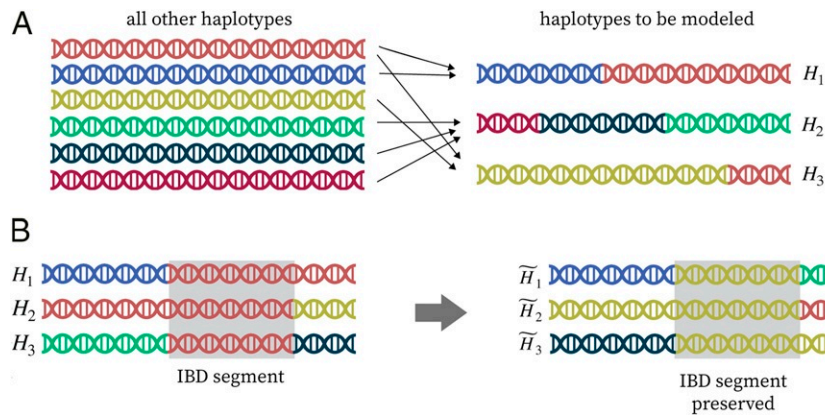 A
all other haplotypes
haplotypes to be modeled
H₁
H₂
H₃
B
H₁
H₂
H₃
IBD segment
H̃₁
H̃₂
H̃₃
IBD segment
preserved